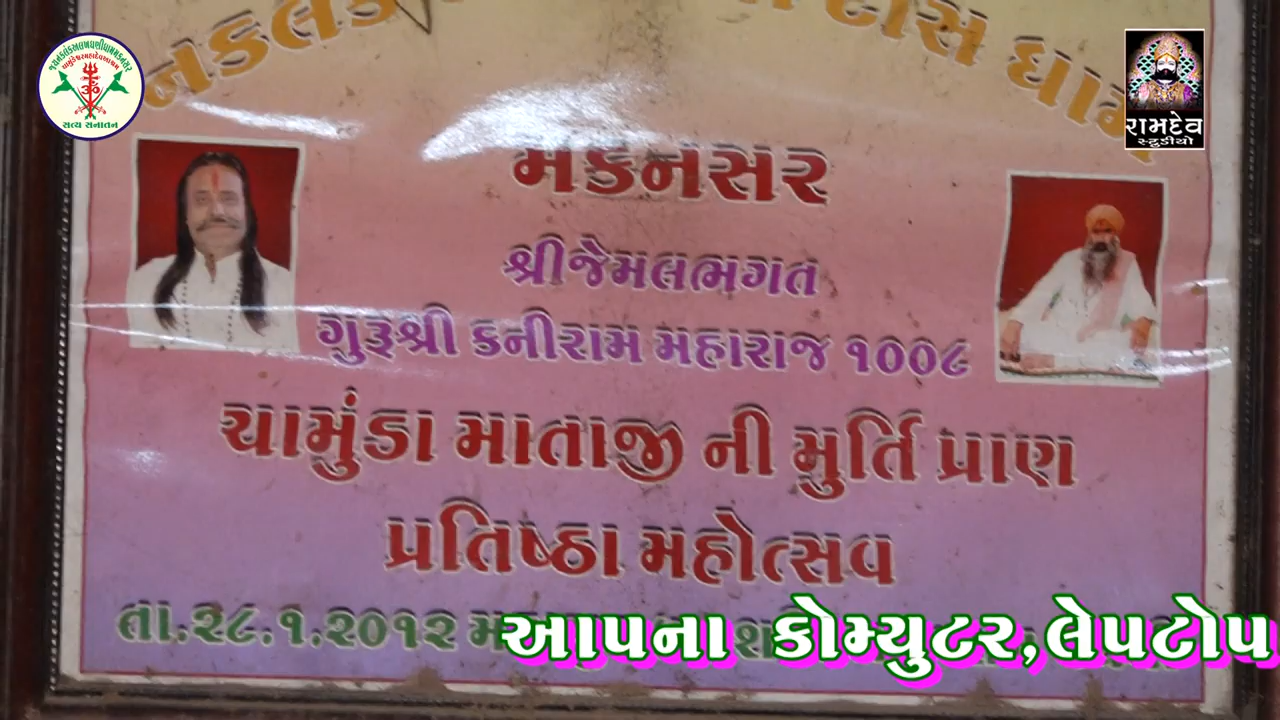 સત્ય સનાતન
રામદેવ
સ્ટુડીયો
ધામ
મકનસર
શ્રીજેમલભગત
ગુરૂશ્રી કનીરામ મહારાજ ૧૦૦૮
ચામુંડા માતાજી ની મુર્તિ પ્રાણ
પ્રતિષ્ઠા મહોત્સવ
તા.૨૮.૧.૨૦૧૨
આપના કોમ્યુટર,લેપટોપ